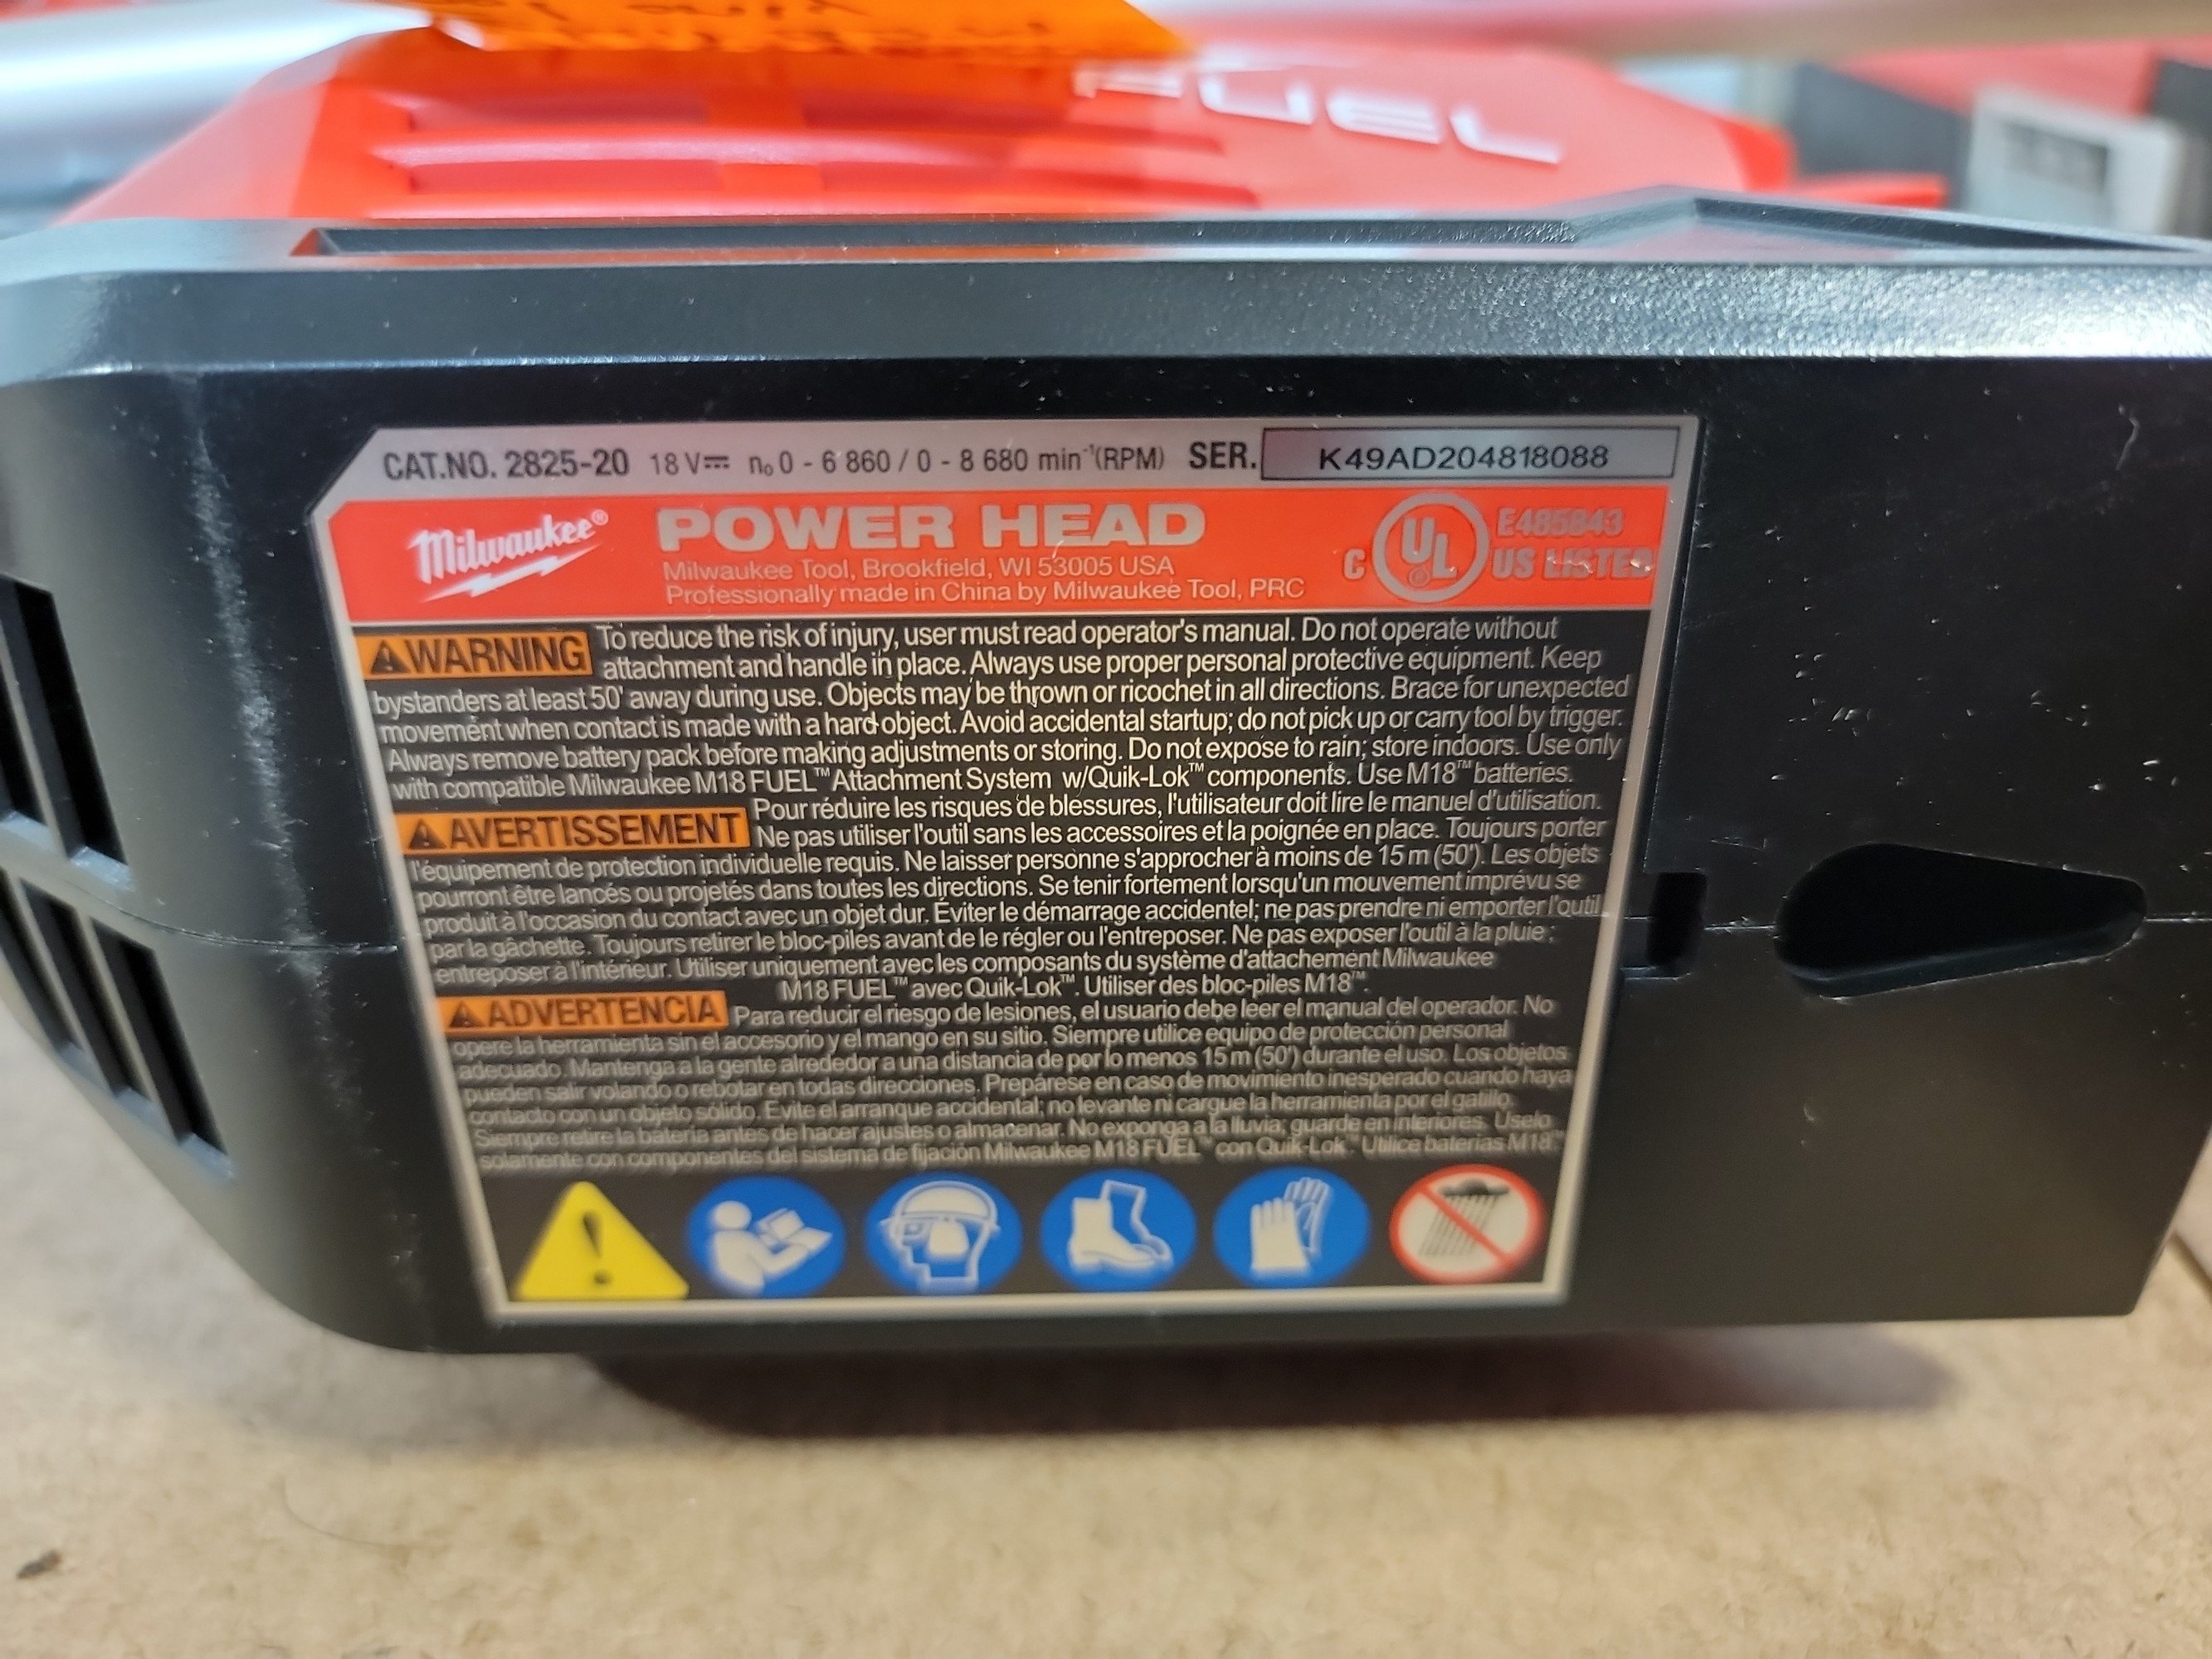 FUEL
CAT.NO. 2825-20 18 V⎓ n₀ 0 - 6 860 / 0 - 8 680 min⁻¹(RPM) SER. K49AD204818088
Milwaukee® POWER HEAD
Milwaukee Tool, Brookfield, WI 53005 USA
Professionally made in China by Milwaukee Tool, PRC
C UL® US LISTED
E485843
⚠WARNING To reduce the risk of injury, user must read operator's manual. Do not operate without
attachment and handle in place. Always use proper personal protective equipment. Keep
bystanders at least 50' away during use. Objects may be thrown or ricochet in all directions. Brace for unexpected
movement when contact is made with a hard object. Avoid accidental startup; do not pick up or carry tool by trigger.
Always remove battery pack before making adjustments or storing. Do not expose to rain; store indoors. Use only
with compatible Milwaukee M18 FUEL™ Attachment System w/Quik-Lok™ components. Use M18™ batteries.
⚠AVERTISSEMENT Pour réduire les risques de blessures, l'utilisateur doit lire le manuel d'utilisation.
Ne pas utiliser l'outil sans les accessoires et la poignée en place. Toujours porter
l'équipement de protection individuelle requis. Ne laisser personne s'approcher à moins de 15 m (50'). Les objets
pourront être lancés ou projetés dans toutes les directions. Se tenir fortement lorsqu'un mouvement imprévu se
produit à l'occasion du contact avec un objet dur. Éviter le démarrage accidentel; ne pas prendre ni emporter l'outil
par la gâchette. Toujours retirer le bloc-piles avant de le régler ou l'entreposer. Ne pas exposer l'outil à la pluie ;
entreposer à l'intérieur. Utiliser uniquement avec les composants du système d'attachement Milwaukee
M18 FUEL™ avec Quik-Lok™. Utiliser des bloc-piles M18™.
⚠ADVERTENCIA Para reducir el riesgo de lesiones, el usuario debe leer el manual del operador. No
opere la herramienta sin el accesorio y el mango en su sitio. Siempre utilice equipo de protección personal
adecuado. Mantenga a la gente alrededor a una distancia de por lo menos 15 m (50') durante el uso. Los objetos
pueden salir volando o rebotar en todas direcciones. Prepárese en caso de movimiento inesperado cuando haya
contacto con un objeto sólido. Evite el arranque accidental; no levante ni cargue la herramienta por el gatillo.
Siempre retire la batería antes de hacer ajustes o almacenar. No exponga a la lluvia; guarde en interiores. Úselo
solamente con componentes del sistema de fijación Milwaukee M18 FUEL™ con Quik-Lok™ Utilice baterías M18™